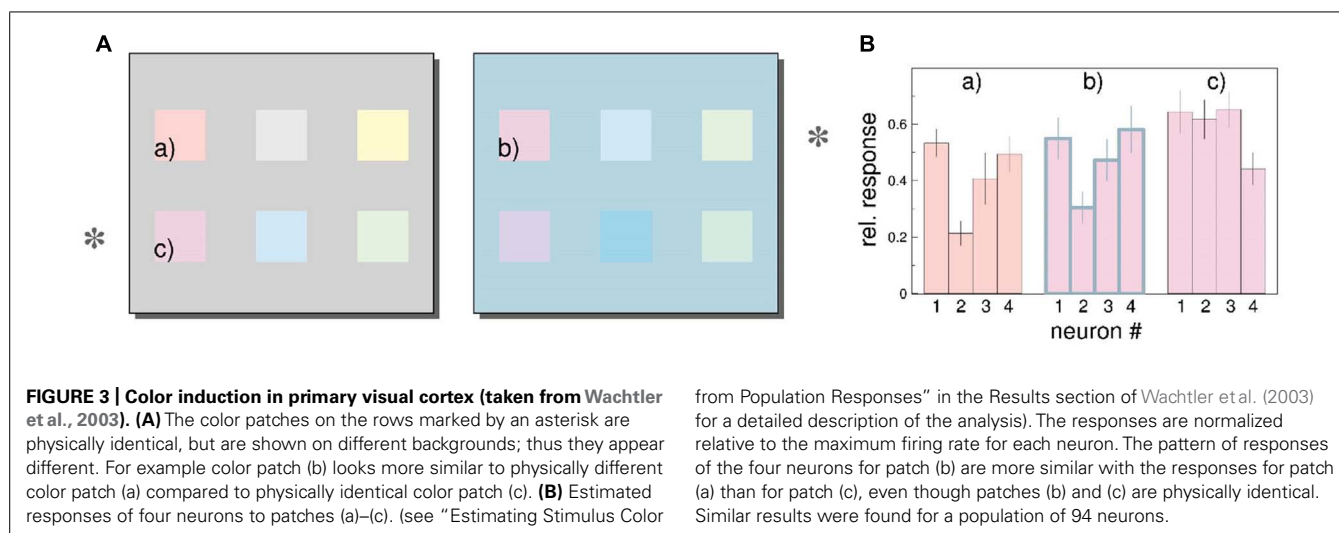 A
B
a)
b)
c)
a)
b)
c)
*
*
rel. response
0.6
0.4
0.2
0
1 2 3 4 1 2 3 4 1 2 3 4
neuron #
FIGURE 3 | Color induction in primary visual cortex (taken from Wachtler
et al., 2003). (A) The color patches on the rows marked by an asterisk are
physically identical, but are shown on different backgrounds; thus they appear
different. For example color patch (b) looks more similar to physically different
color patch (a) compared to physically identical color patch (c). (B) Estimated
responses of four neurons to patches (a)–(c). (see “Estimating Stimulus Color
from Population Responses” in the Results section of Wachtler et al. (2003)
for a detailed description of the analysis). The responses are normalized
relative to the maximum firing rate for each neuron. The pattern of responses
of the four neurons for patch (b) are more similar with the responses for patch
(a) than for patch (c), even though patches (b) and (c) are physically identical.
Similar results were found for a population of 94 neurons.